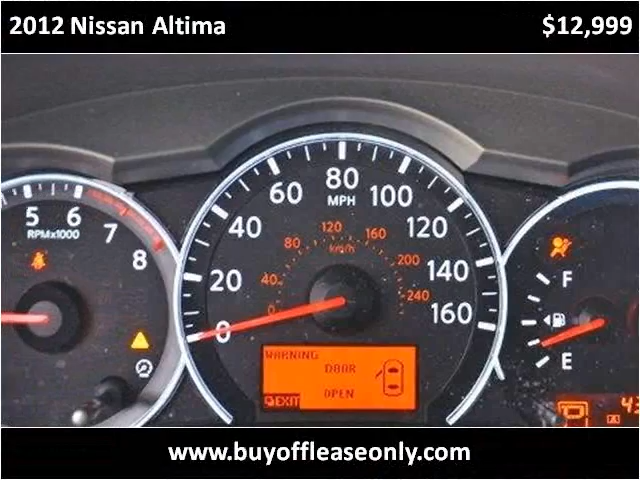 2012 Nissan Altima $12,999
5 6 7 8
RPMx1000
0 20 40 60 80 100 120 140 160
MPH
0 40 80 120 160 200 240
km/h
F
E
WARNING
DOOR
OPEN
EXIT
www.buyoffleaseonly.com